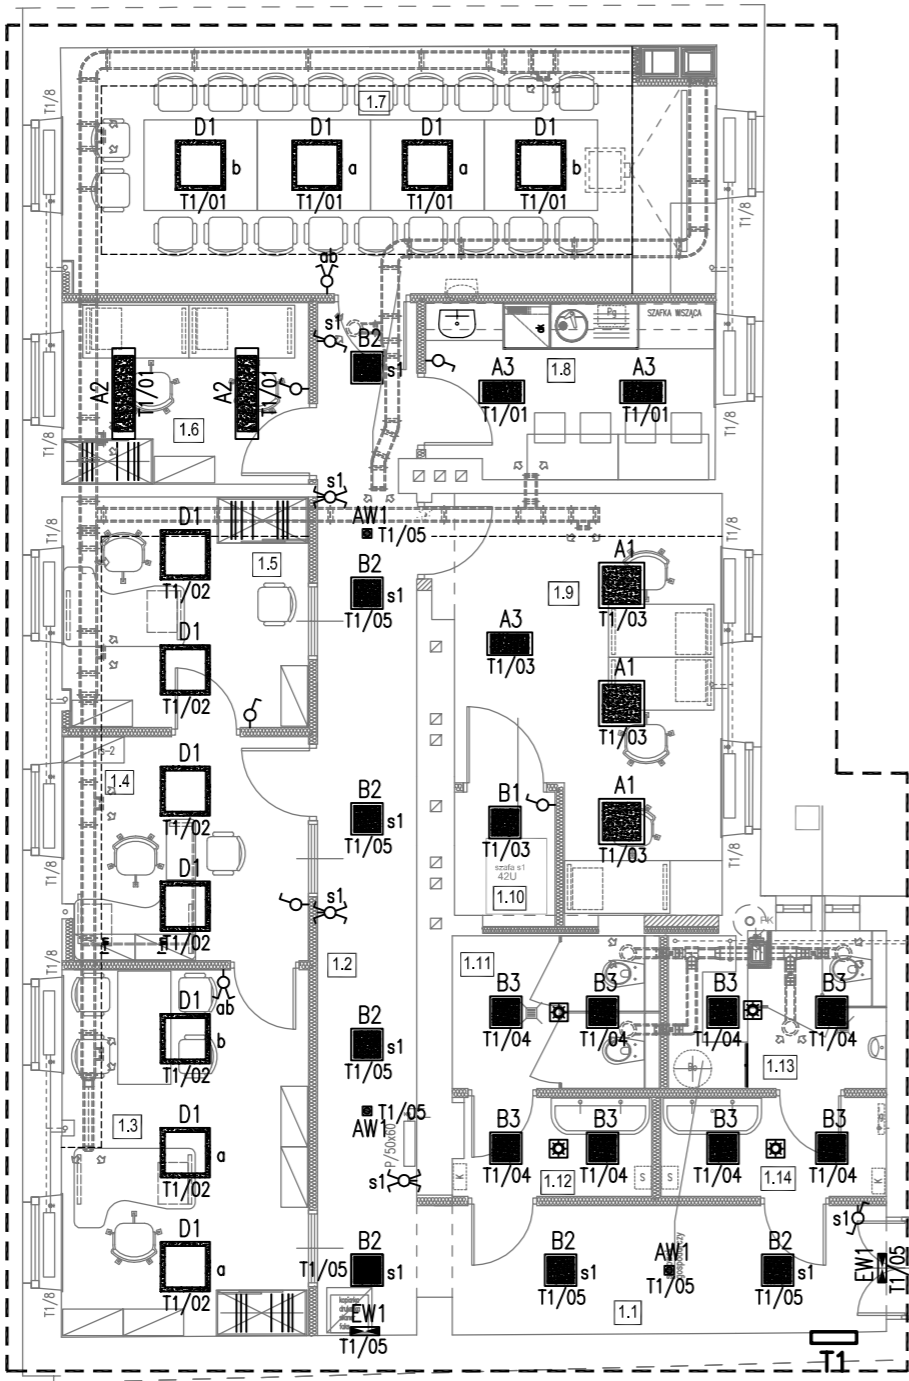 T1/8
T1/8
1.7
D1
b
T1/01
D1
a
T1/01
D1
a
T1/01
D1
b
T1/01
T1/8
T1/8
ab
s1
B2
s1
SZAFKA WISZĄCA
Pg
dk
1.8
A3
T1/01
A3
T1/01
A2
T1/01
A2
T1/01
1.6
T1/8
T1/8
s1
AW1
T1/05
D1
T1/02
1.5
B2
s1
T1/05
D1
T1/02
T1/8
T1/8
1.9
A1
T1/03
A3
T1/03
A1
T1/03
A1
T1/03
T1/8
B1
T1/03
szafa s1
42U
1.10
1.4
D1
T1/02
B2
s1
T1/05
D1
T1/02
s1
1.2
ab
D1
b
T1/02
B2
s1
T1/05
1.3
T1/05
AW1
P/50x80
D1
a
T1/02
s1
D1
a
T1/02
T1/8
T1/8
B2
s1
T1/05
EW1
T1/05
1.11
B3
T1/04
B3
T1/04
PK
B3
T1/04
B3
T1/04
1.13
B3
T1/04
B3
T1/04
1.12
K
S
S
B3
T1/04
B3
T1/04
1.14
K
B2
s1
T1/05
AW1
T1/05
B2
s1
T1/05
s1
EW1
T1/05
1.1
T1